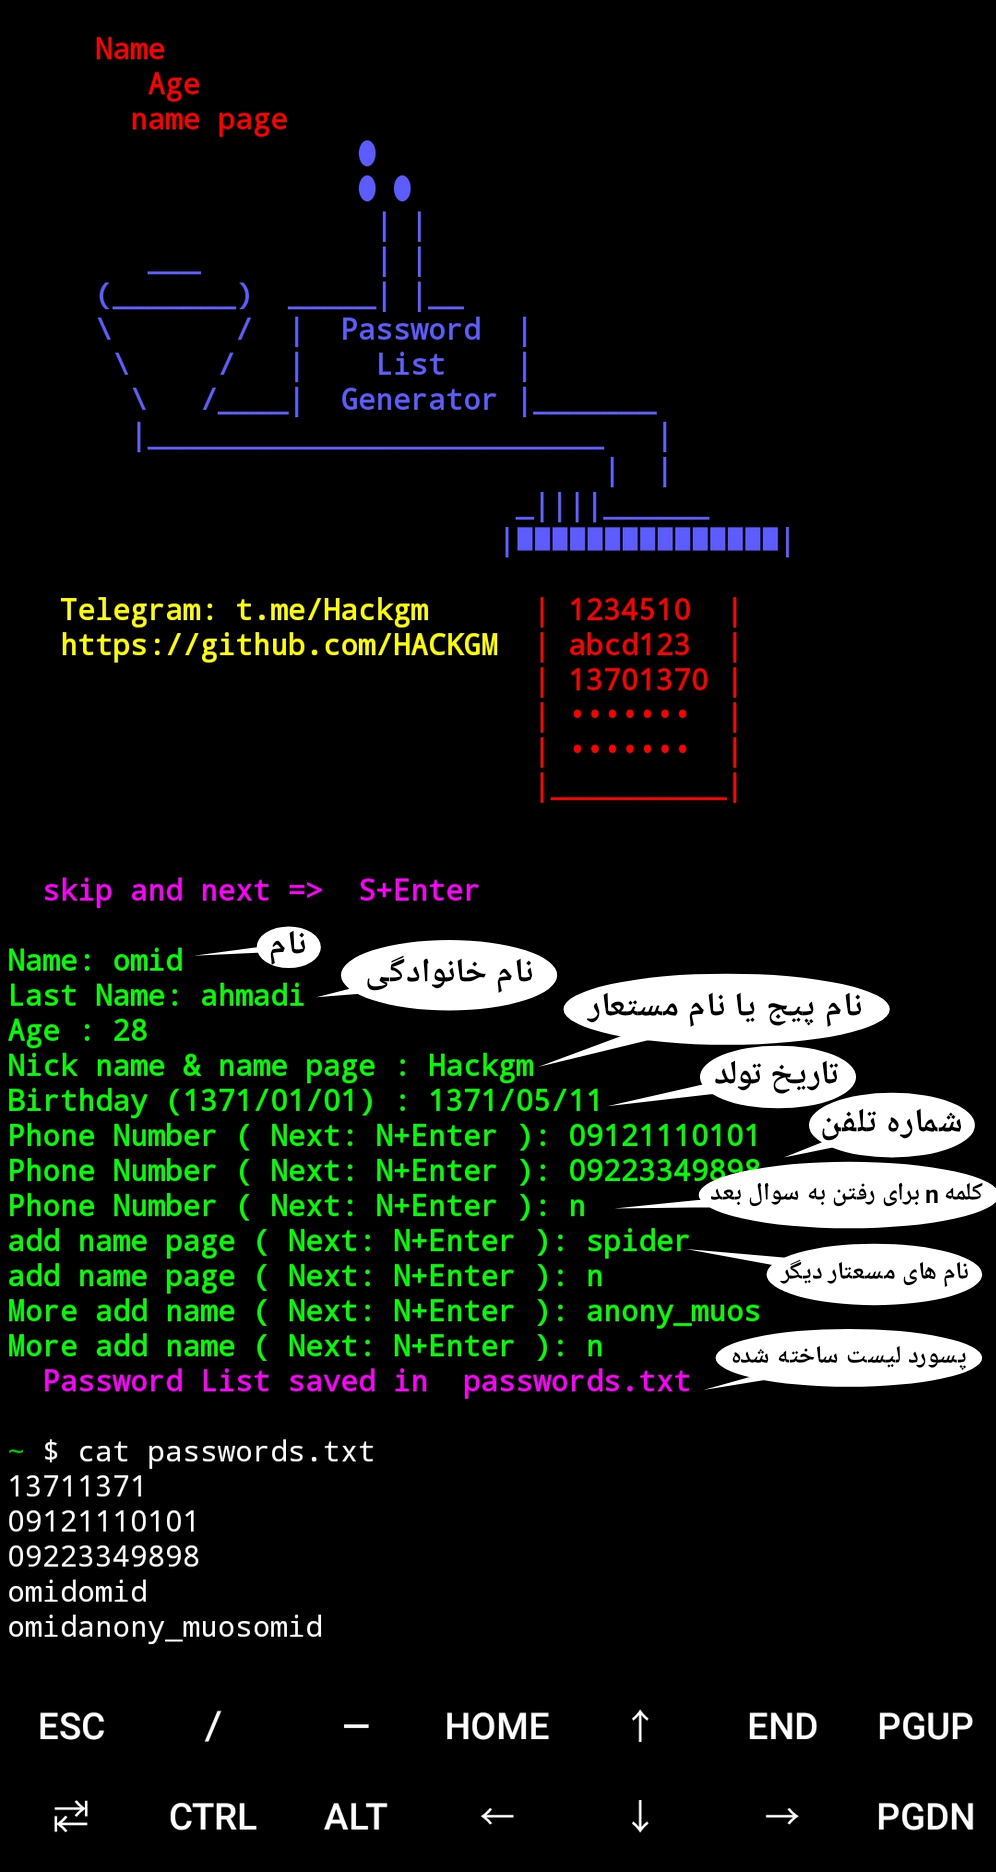 Name
Age
name page
Password
List
Generator
Telegram: t.me/Hackgm
https://github.com/HACKGM
1234510
abcd123
13701370
•••••••
•••••••
skip and next =>  S+Enter
Name: omid
نام
Last Name: ahmadi
نام خانوادگی
Age : 28
نام پیج یا نام مستعار
Nick name & name page : Hackgm
Birthday (1371/01/01) : 1371/05/11
تاریخ تولد
Phone Number ( Next: N+Enter ): 09121110101
شماره تلفن
Phone Number ( Next: N+Enter ): 09223349898
Phone Number ( Next: N+Enter ): n
کلمه n برای رفتن به سوال بعد
add name page ( Next: N+Enter ): spider
add name page ( Next: N+Enter ): n
نام های مسعتار دیگر
More add name ( Next: N+Enter ): anony_muos
More add name ( Next: N+Enter ): n
پسورد لیست ساخته شده
Password List saved in  passwords.txt
~ $ cat passwords.txt
13711371
09121110101
09223349898
omidomid
omidanony_muosomid
ESC / — HOME ↑ END PGUP
⇄ CTRL ALT ← ↓ → PGDN